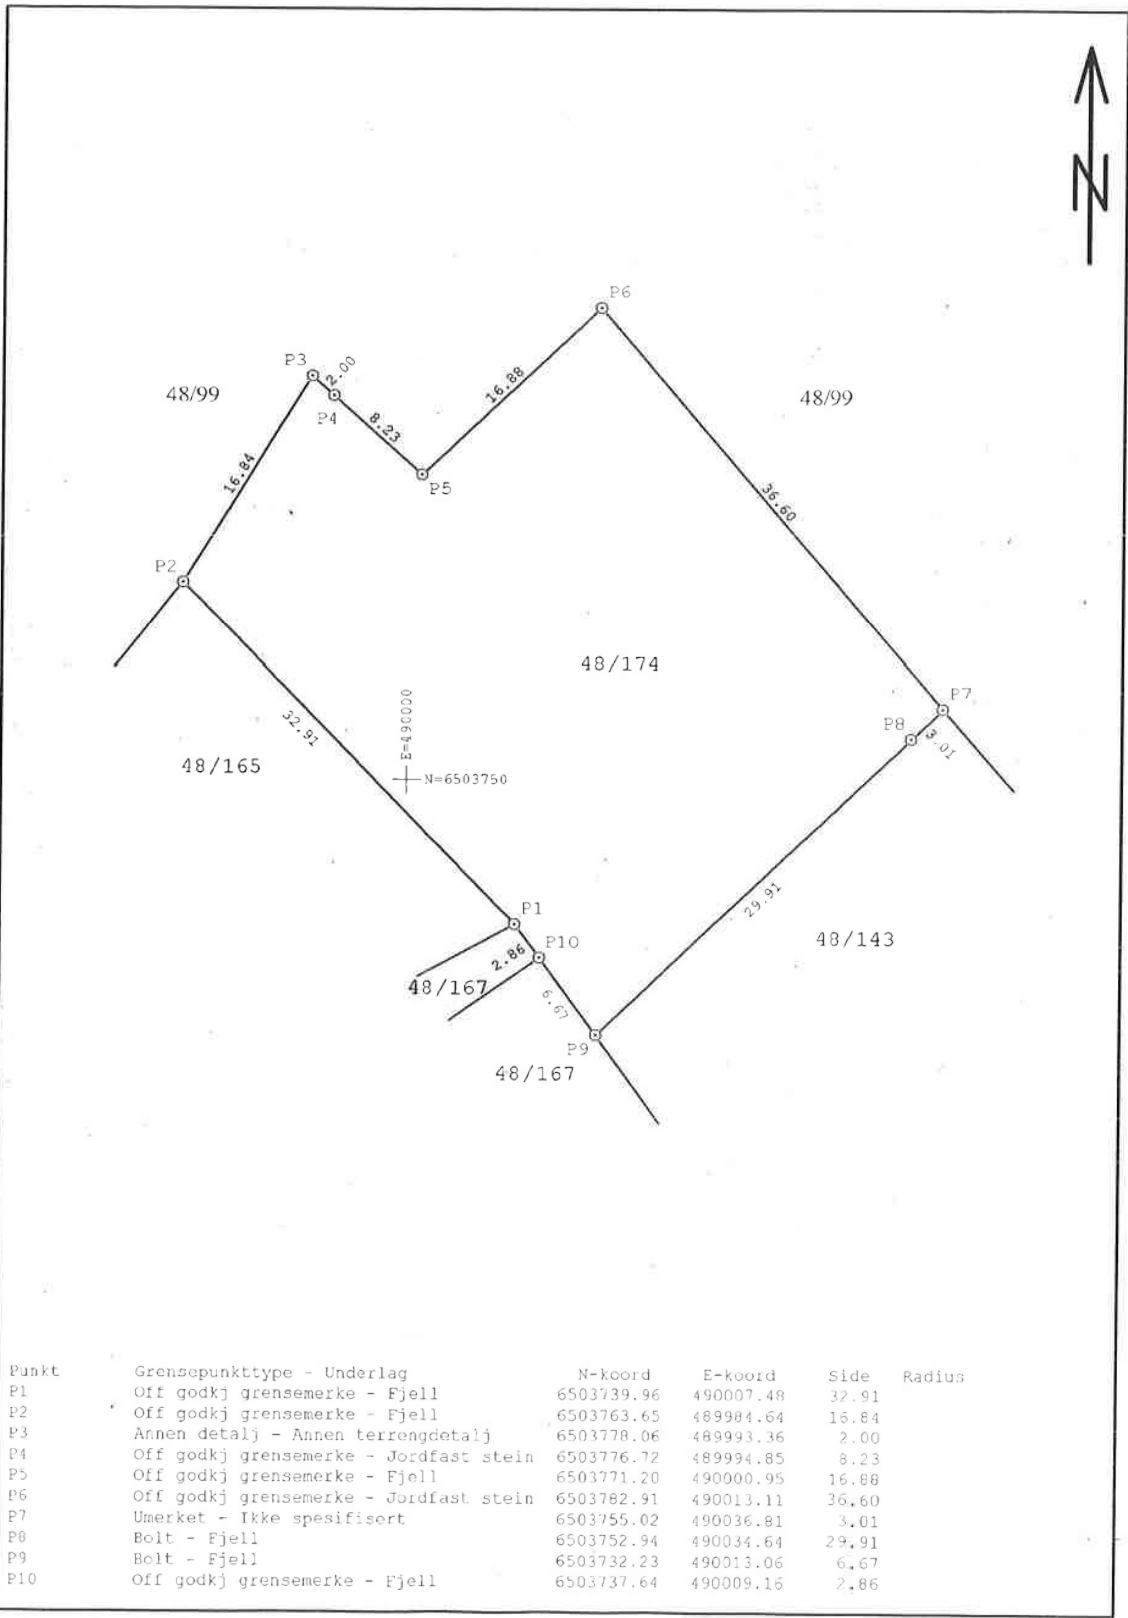 N
P6
P3
2.00
16.88
48/99
48/99
P4
8.23
16.84
P5
36.60
P2
48/174
E=490000
P7
32.91
P8
3.01
48/165
N=6503750
29.91
P1
48/143
P10
2.86
48/167
6.67
P9
48/167
Punkt Grensepunkttype - Underlag N-koord E-koord Side Radius
P1 Off godkj grensemerke - Fjell 6503739.96 490007.48 32.91
P2 Off godkj grensemerke - Fjell 6503763.65 489984.64 16.84
P3 Annen detalj - Annen terrengdetalj 6503778.06 489993.36 2.00
P4 Off godkj grensemerke - Jordfast stein 6503776.72 489994.85 8.23
P5 Off godkj grensemerke - Fjell 6503771.20 490000.95 16.88
P6 Off godkj grensemerke - Jordfast stein 6503782.91 490013.11 36.60
P7 Umerket - Ikke spesifisert 6503755.02 490036.81 3.01
P8 Bolt - Fjell 6503752.94 490034.64 29.91
P9 Bolt - Fjell 6503732.23 490013.06 6.67
P10 Off godkj grensemerke - Fjell 6503737.64 490009.16 2.86